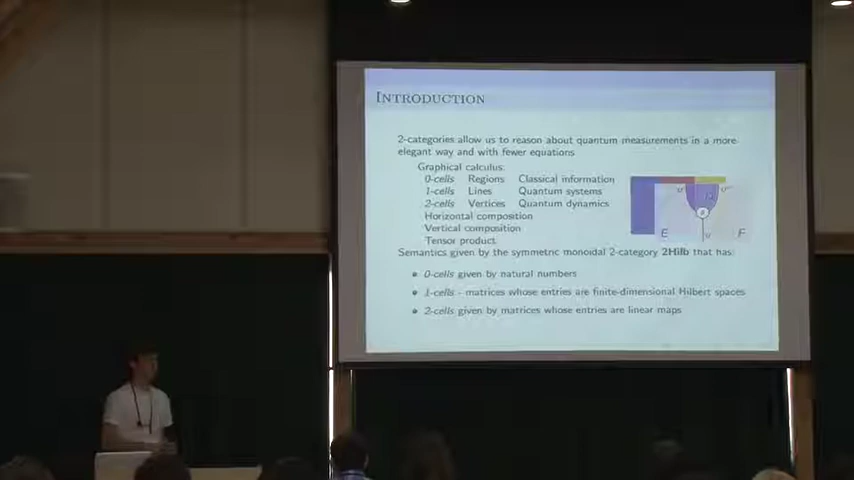 INTRODUCTION
2-categories allow us to reason about quantum measurements in a more
elegant way and with fewer equations
Graphical calculus:
0-cells Regions Classical information
1-cells Lines Quantum systems
2-cells Vertices Quantum dynamics
Horizontal composition
Vertical composition
Tensor product
E F
Semantics given by the symmetric monoidal 2-category 2Hilb that has:
• 0-cells given by natural numbers
• 1-cells - matrices whose entries are finite-dimensional Hilbert spaces
• 2-cells given by matrices whose entries are linear maps